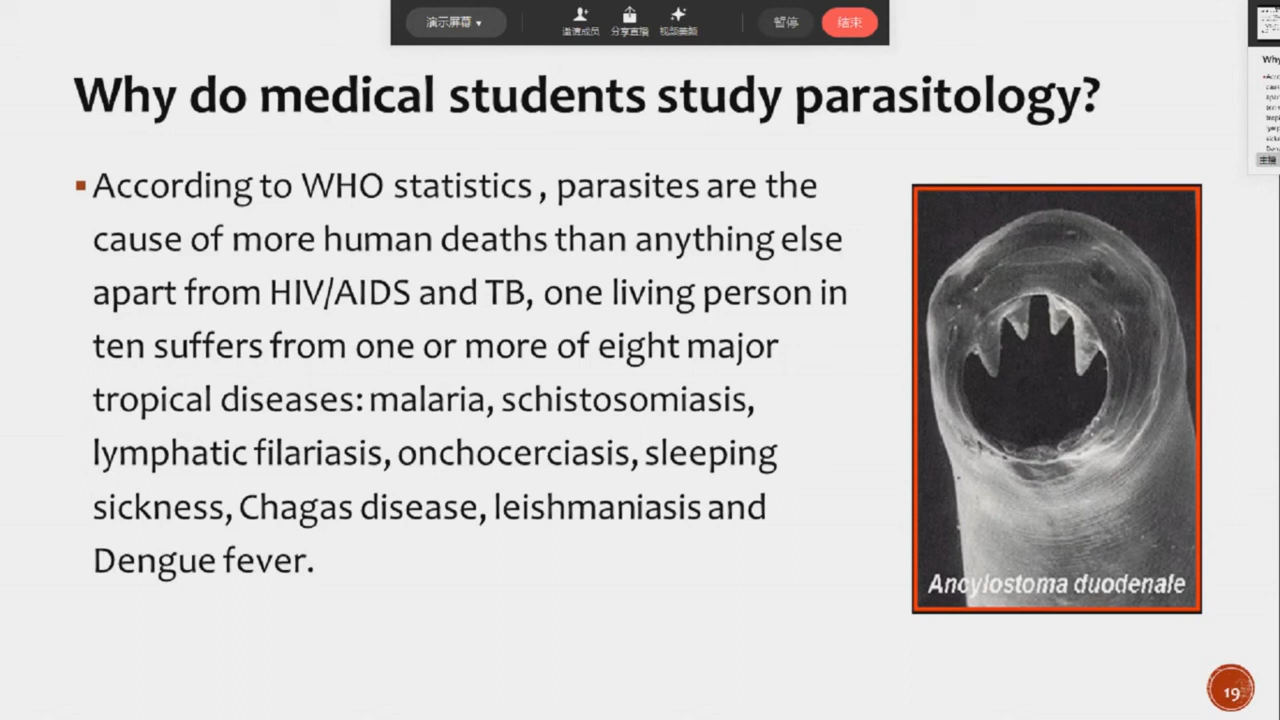 演示屏幕 ▾
邀请成员
分享直播
视频美颜
暂停
结束
Why do medical students study parasitology?
▪According to WHO statistics , parasites are the
cause of more human deaths than anything else
apart from HIV/AIDS and TB, one living person in
ten suffers from one or more of eight major
tropical diseases: malaria, schistosomiasis,
lymphatic filariasis, onchocerciasis, sleeping
sickness, Chagas disease, leishmaniasis and
Dengue fever.
Ancylostoma duodenale
Why
主播
19